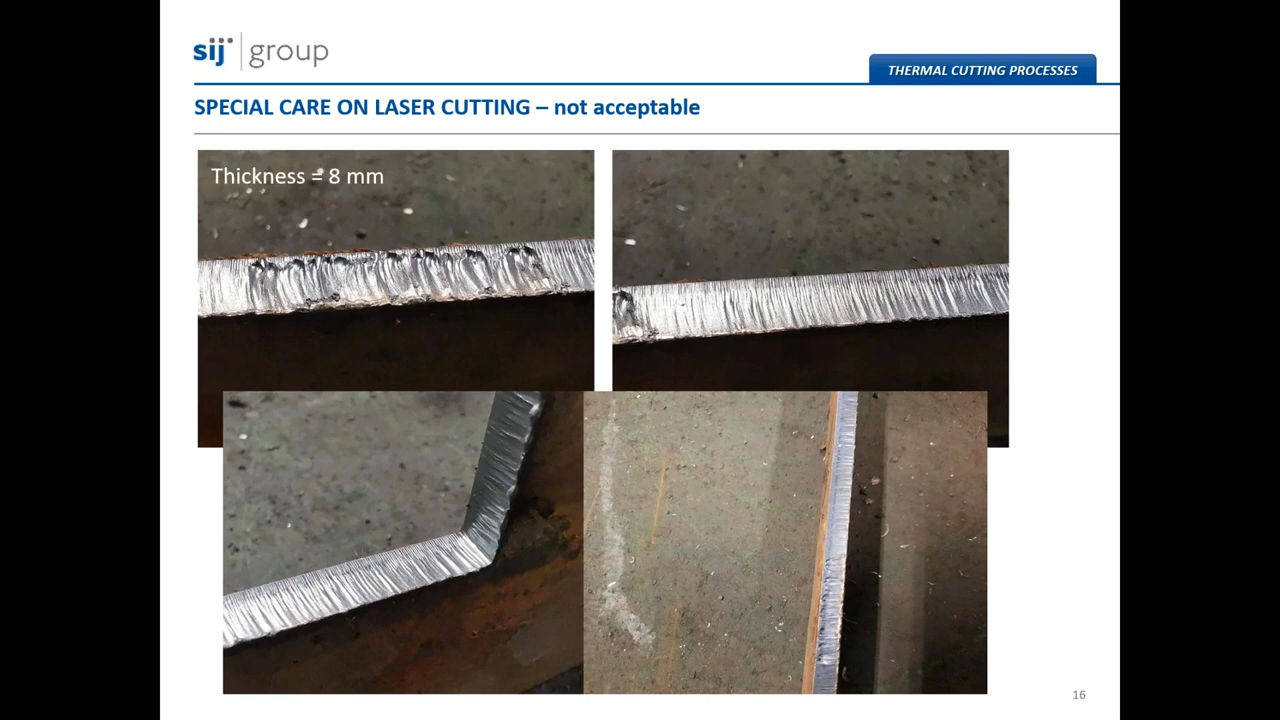 sij group
THERMAL CUTTING PROCESSES
SPECIAL CARE ON LASER CUTTING – not acceptable
Thickness = 8 mm
16